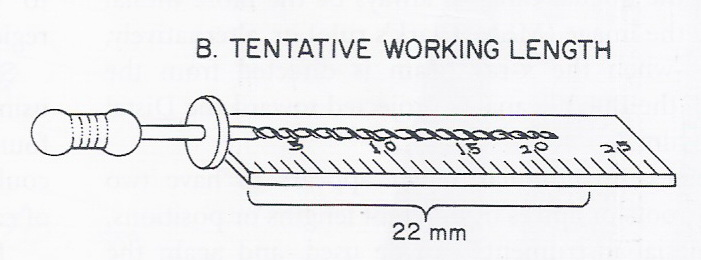 B. TENTATIVE WORKING LENGTH
5 10 15 20 25
22 mm